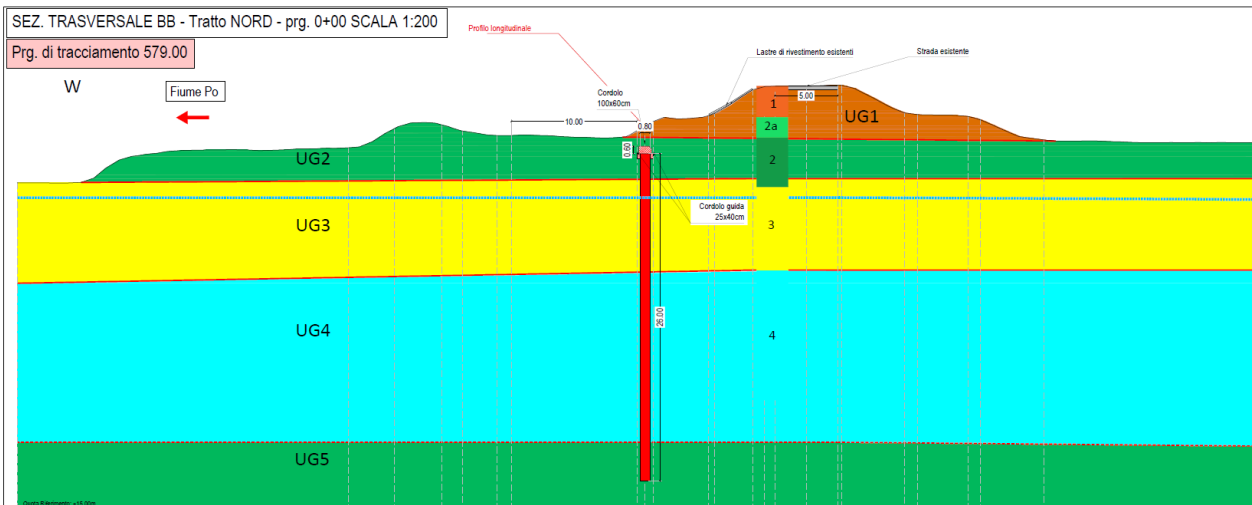 SEZ. TRASVERSALE BB - Tratto NORD - prg. 0+00 SCALA 1:200
Prg. di tracciamento 579.00
Profilo longitudinale
Lastre di rivestimento esistenti
Strada esistente
W
Fiume Po
Cordolo
100x60cm
5.00
1
UG1
10.00
0.80
2a
0.60
UG2
2
Cordolo guida
25x40cm
UG3
3
26.00
UG4
4
UG5